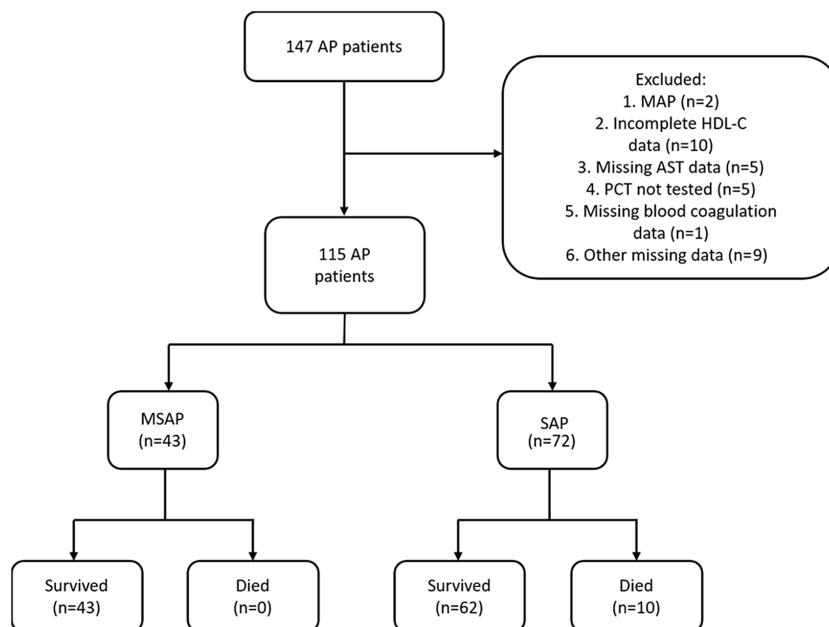 147 AP patients
Excluded:
1. MAP (n=2)
2. Incomplete HDL-C
data (n=10)
3. Missing AST data (n=5)
4. PCT not tested (n=5)
5. Missing blood coagulation
data (n=1)
6. Other missing data (n=9)
115 AP
patients
MSAP
(n=43)
SAP
(n=72)
Survived
(n=43)
Died
(n=0)
Survived
(n=62)
Died
(n=10)